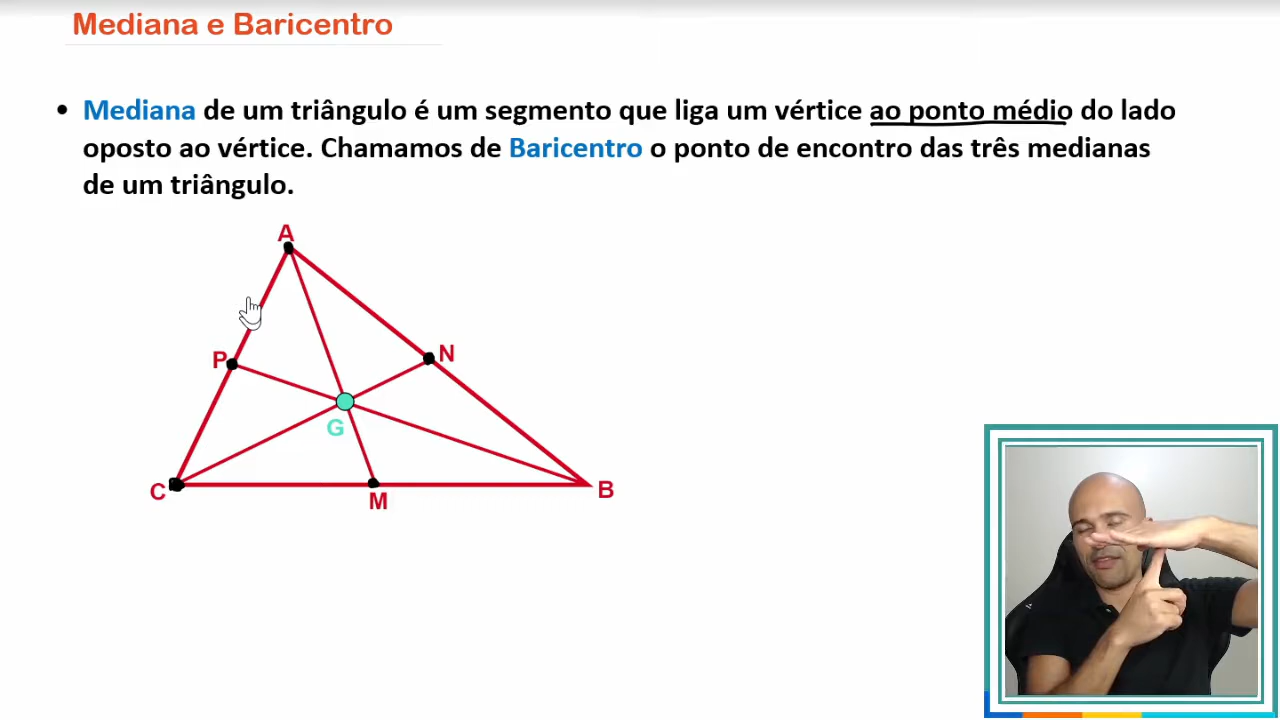 Mediana e Baricentro
• Mediana de um triângulo é um segmento que liga um vértice ao ponto médio do lado
oposto ao vértice. Chamamos de Baricentro o ponto de encontro das três medianas
de um triângulo.
A
P
N
G
C
M
B